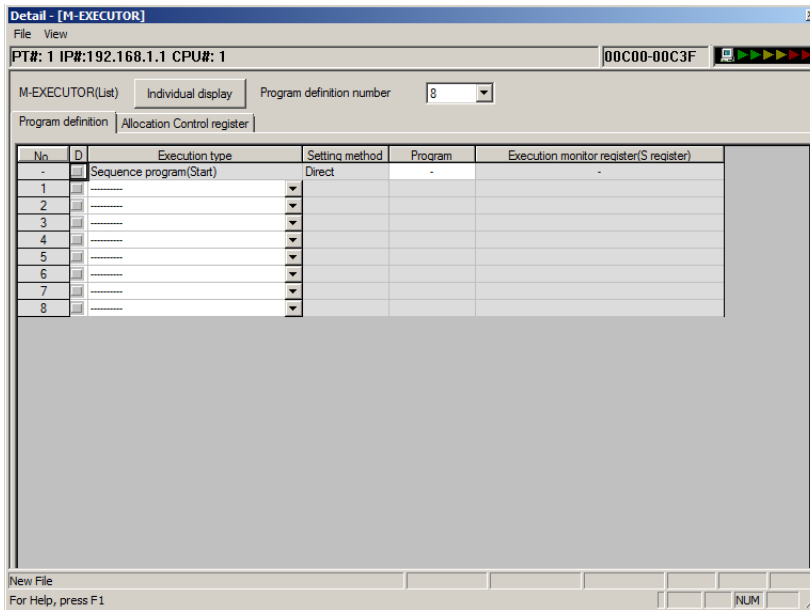 Detail - [M-EXECUTOR]
File View
PT#: 1 IP#:192.168.1.1 CPU#: 1 00C00-00C3F
M-EXECUTOR(List) Individual display Program definition number 8
Program definition Allocation Control register
No. D Execution type Setting method Program Execution monitor register(S register)
- Sequence program(Start) Direct - -
1 ----------
2 ----------
3 ----------
4 ----------
5 ----------
6 ----------
7 ----------
8 ----------
New File
For Help, press F1 NUM